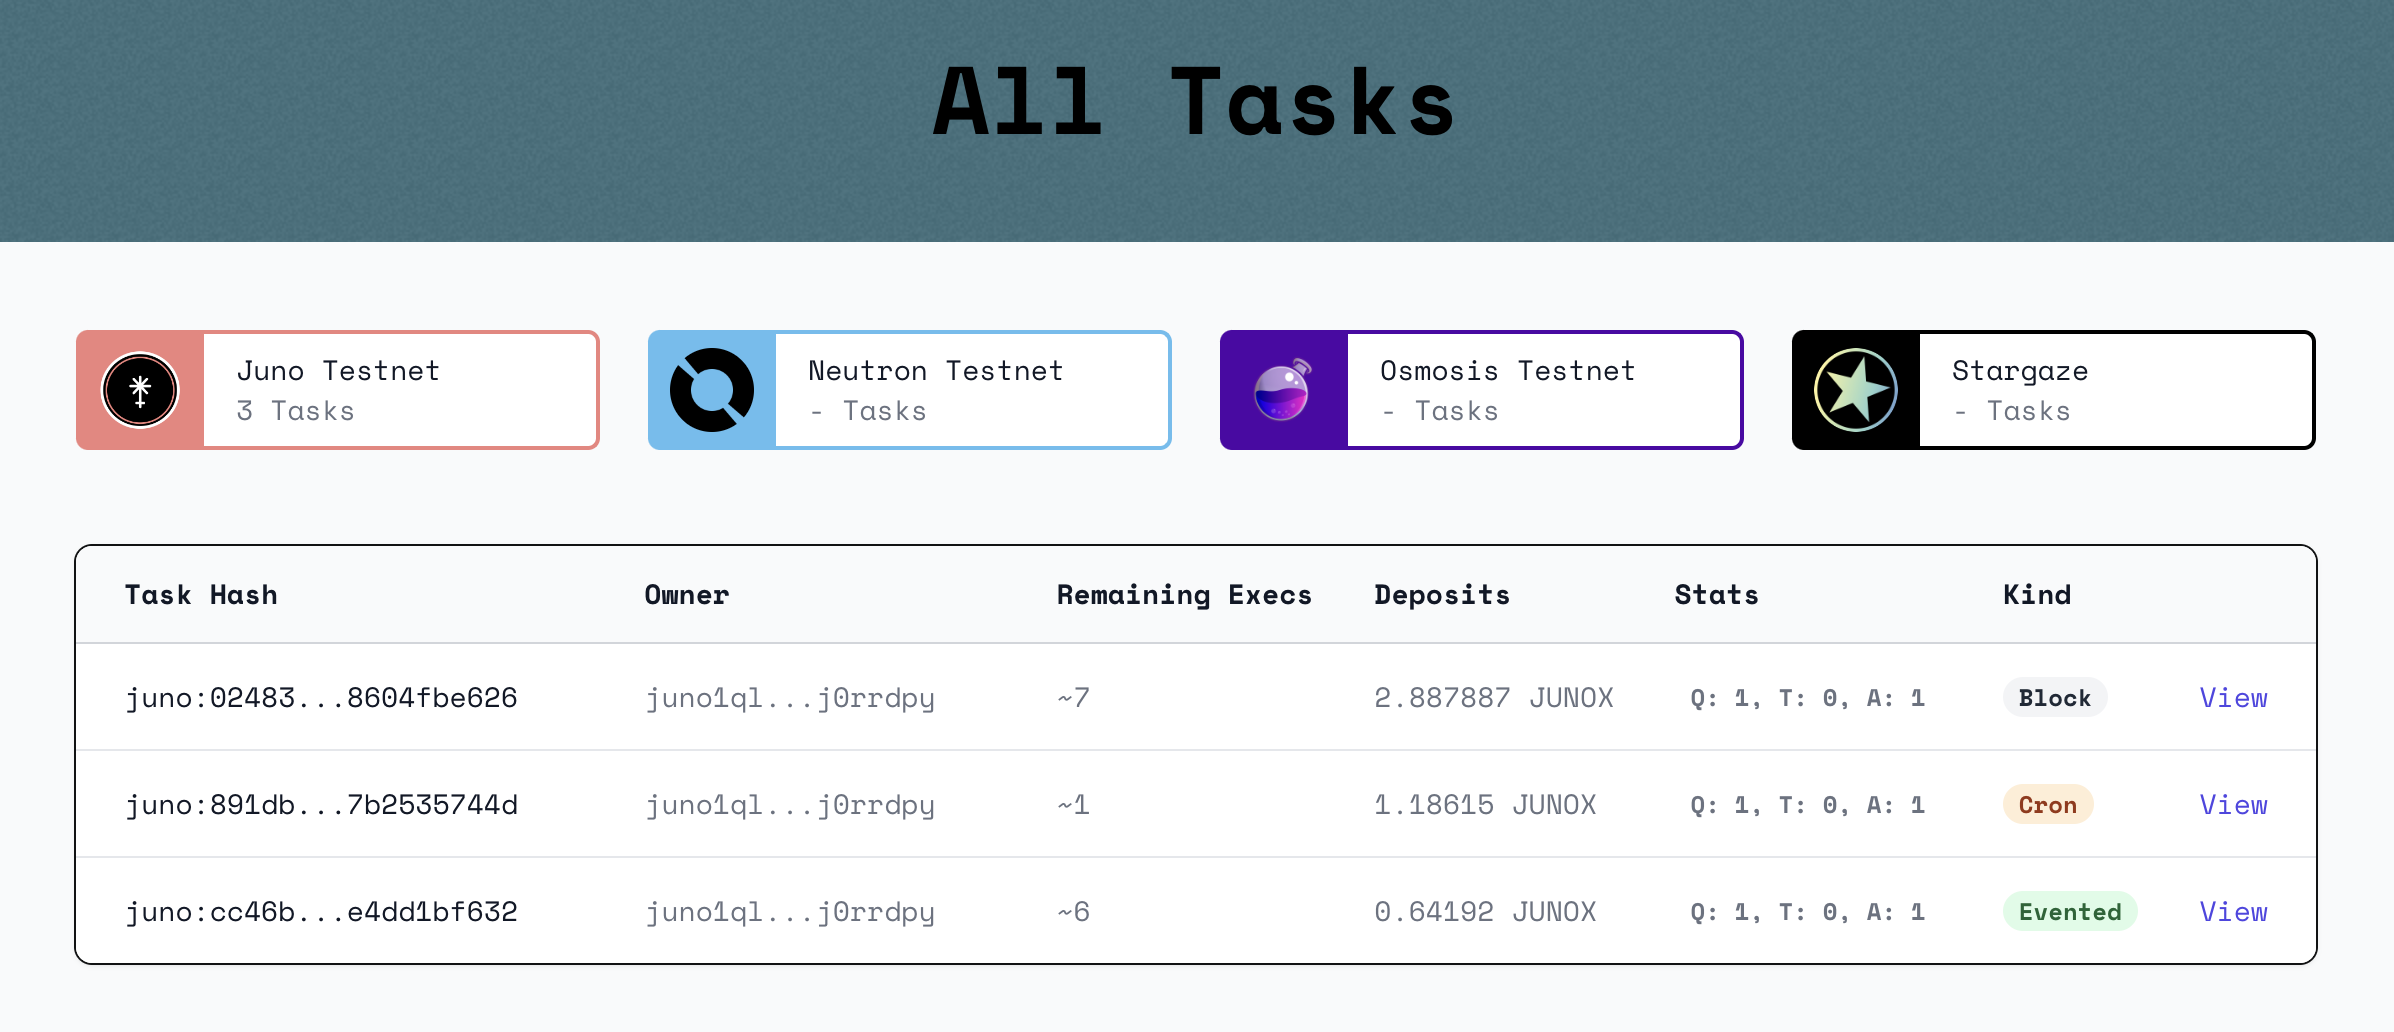 All Tasks
Juno Testnet
3 Tasks
Neutron Testnet
- Tasks
Osmosis Testnet
- Tasks
Stargaze
- Tasks
Task Hash Owner Remaining Execs Deposits Stats Kind
juno:02483...8604fbe626 juno1ql...j0rrdpy ~7 2.887887 JUNOX Q: 1, T: 0, A: 1 Block View
juno:891db...7b2535744d juno1ql...j0rrdpy ~1 1.18615 JUNOX Q: 1, T: 0, A: 1 Cron View
juno:cc46b...e4dd1bf632 juno1ql...j0rrdpy ~6 0.64192 JUNOX Q: 1, T: 0, A: 1 Evented View